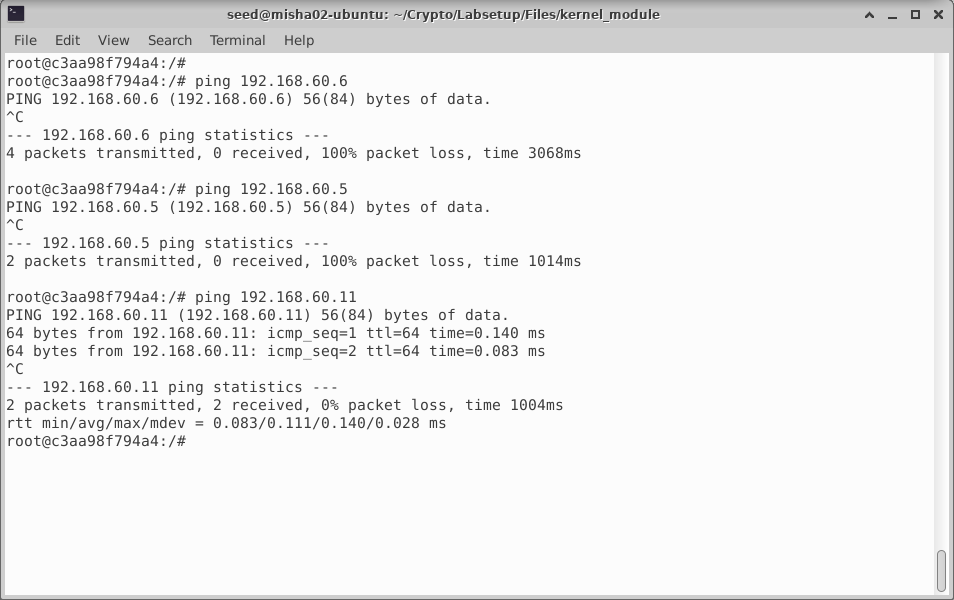 seed@misha02-ubuntu: ~/Crypto/Labsetup/Files/kernel_module
File Edit View Search Terminal Help
root@c3aa98f794a4:/#
root@c3aa98f794a4:/# ping 192.168.60.6
PING 192.168.60.6 (192.168.60.6) 56(84) bytes of data.
^C
--- 192.168.60.6 ping statistics ---
4 packets transmitted, 0 received, 100% packet loss, time 3068ms
root@c3aa98f794a4:/# ping 192.168.60.5
PING 192.168.60.5 (192.168.60.5) 56(84) bytes of data.
^C
--- 192.168.60.5 ping statistics ---
2 packets transmitted, 0 received, 100% packet loss, time 1014ms
root@c3aa98f794a4:/# ping 192.168.60.11
PING 192.168.60.11 (192.168.60.11) 56(84) bytes of data.
64 bytes from 192.168.60.11: icmp_seq=1 ttl=64 time=0.140 ms
64 bytes from 192.168.60.11: icmp_seq=2 ttl=64 time=0.083 ms
^C
--- 192.168.60.11 ping statistics ---
2 packets transmitted, 2 received, 0% packet loss, time 1004ms
rtt min/avg/max/mdev = 0.083/0.111/0.140/0.028 ms
root@c3aa98f794a4:/#